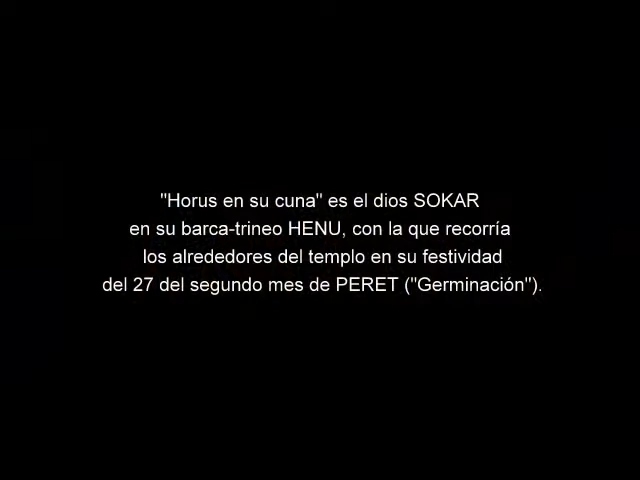 "Horus en su cuna" es el dios SOKAR
en su barca-trineo HENU, con la que recorría
los alrededores del templo en su festividad
del 27 del segundo mes de PERET ("Germinación").